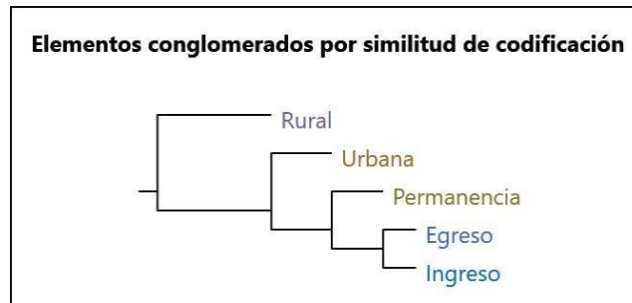 Elementos conglomerados por similitud de codificación
Rural
Urbana
Permanencia
Egreso
Ingreso